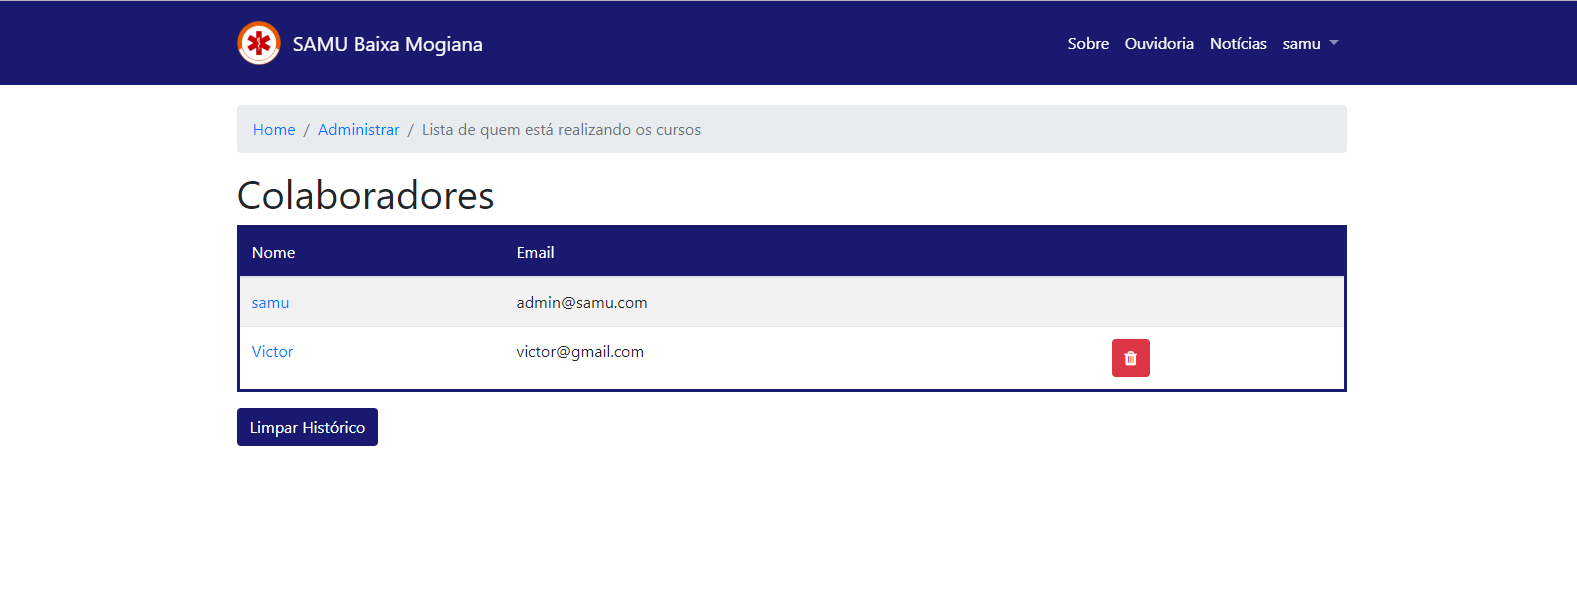 SAMU Baixa Mogiana Sobre Ouvidoria Notícias samu
Home / Administrar / Lista de quem está realizando os cursos
Colaboradores
Nome Email
samu admin@samu.com
Victor victor@gmail.com
Limpar Histórico